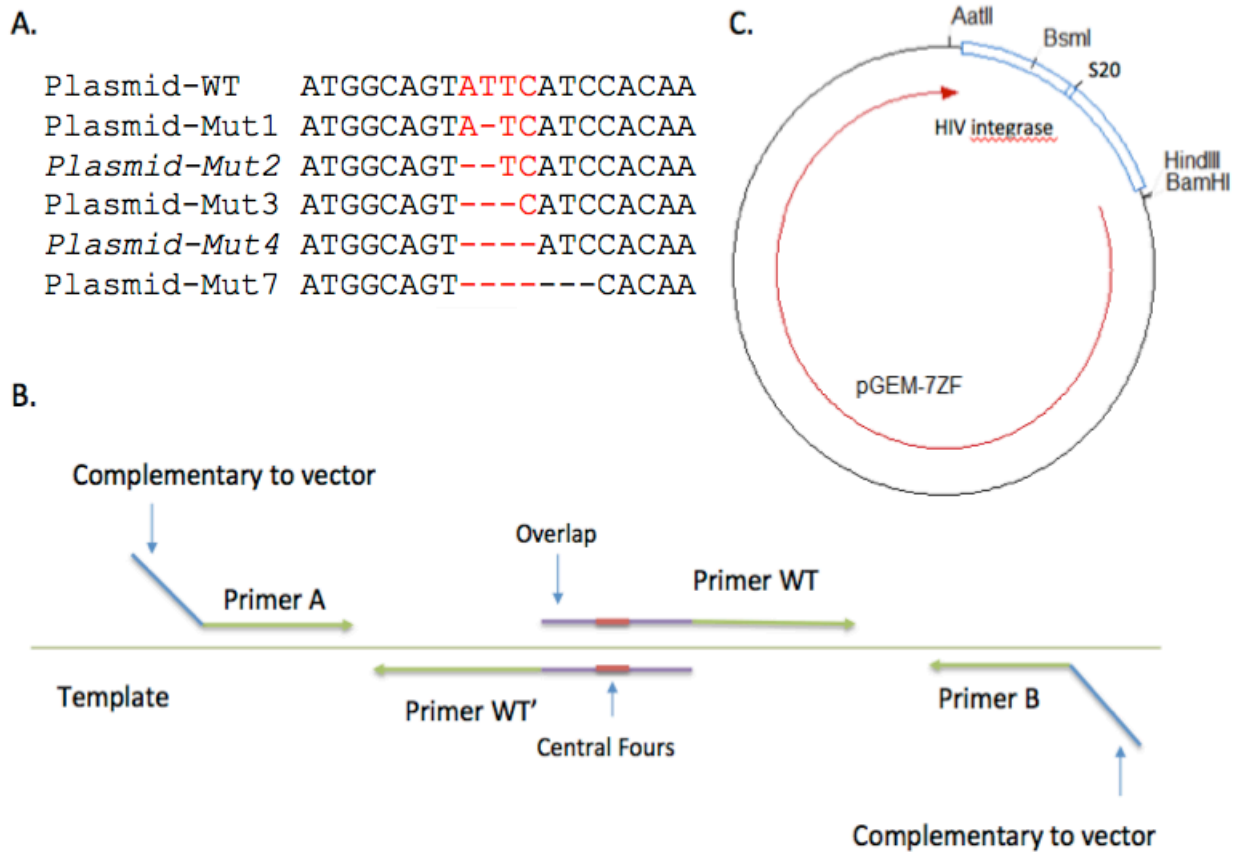 A.
Plasmid-WT ATGGCAGTATTCATCCACAA
Plasmid-Mut1 ATGGCAGTA-TCATCCACAA
Plasmid-Mut2 ATGGCAGT--TCATCCACAA
Plasmid-Mut3 ATGGCAGT---CATCCACAA
Plasmid-Mut4 ATGGCAGT----ATCCACAA
Plasmid-Mut7 ATGGCAGT-------CACAA
C.
AatII
BsmI
S20
HIV integrase
HindIII
BamHI
pGEM-7ZF
B.
Complementary to vector
Overlap
Primer A
Primer WT
Template
Primer WT'
Primer B
Central Fours
Complementary to vector